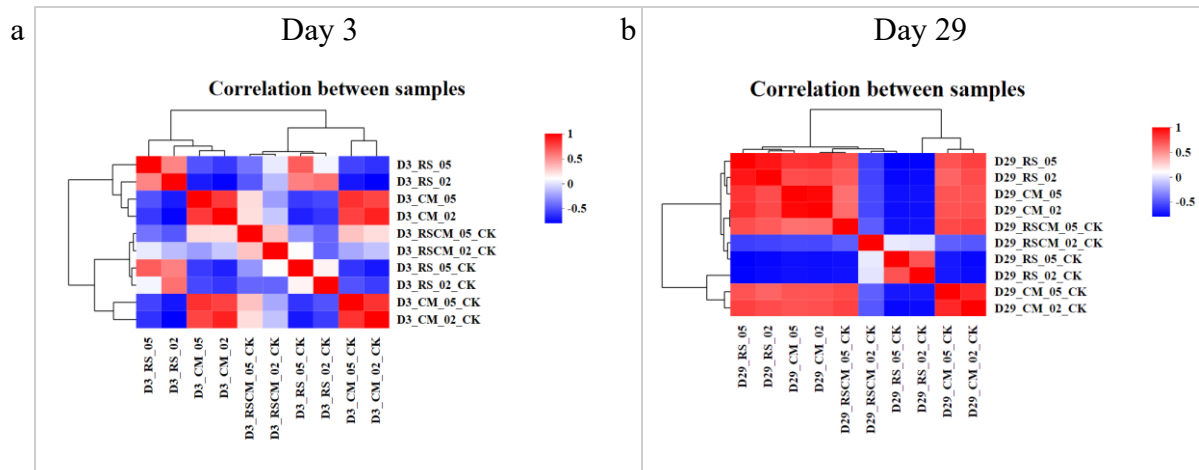 a
Day 3
Correlation between samples
1
0.5
0
-0.5
D3_RS_05
D3_RS_02
D3_CM_05
D3_CM_02
D3_RSCM_05_CK
D3_RSCM_02_CK
D3_RS_05_CK
D3_RS_02_CK
D3_CM_05_CK
D3_CM_02_CK
D3_RS_05
D3_RS_02
D3_CM_05
D3_CM_02
D3_RSCM_05_CK
D3_RSCM_02_CK
D3_RS_05_CK
D3_RS_02_CK
D3_CM_05_CK
D3_CM_02_CK
b
Day 29
Correlation between samples
1
0.5
0
-0.5
D29_RS_05
D29_RS_02
D29_CM_05
D29_CM_02
D29_RSCM_05_CK
D29_RSCM_02_CK
D29_RS_05_CK
D29_RS_02_CK
D29_CM_05_CK
D29_CM_02_CK
D29_RS_05
D29_RS_02
D29_CM_05
D29_CM_02
D29_RSCM_05_CK
D29_RSCM_02_CK
D29_RS_05_CK
D29_RS_02_CK
D29_CM_05_CK
D29_CM_02_CK